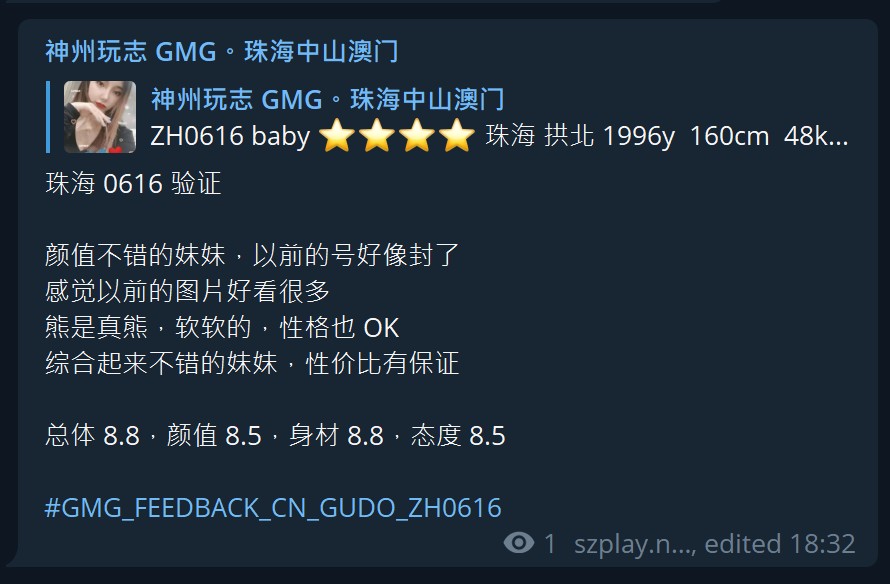 神州玩志 GMG。珠海中山澳门
神州玩志 GMG。珠海中山澳门
ZH0616 baby ⭐⭐⭐⭐ 珠海 拱北 1996y 160cm 48k...
珠海 0616 验证
颜值不错的妹妹，以前的号好像封了
感觉以前的图片好看很多
熊是真熊，软软的，性格也 OK
综合起来不错的妹妹，性价比有保证
总体 8.8，颜值 8.5，身材 8.8，态度 8.5
#GMG_FEEDBACK_CN_GUDO_ZH0616
1 szplay.n..., edited 18:32